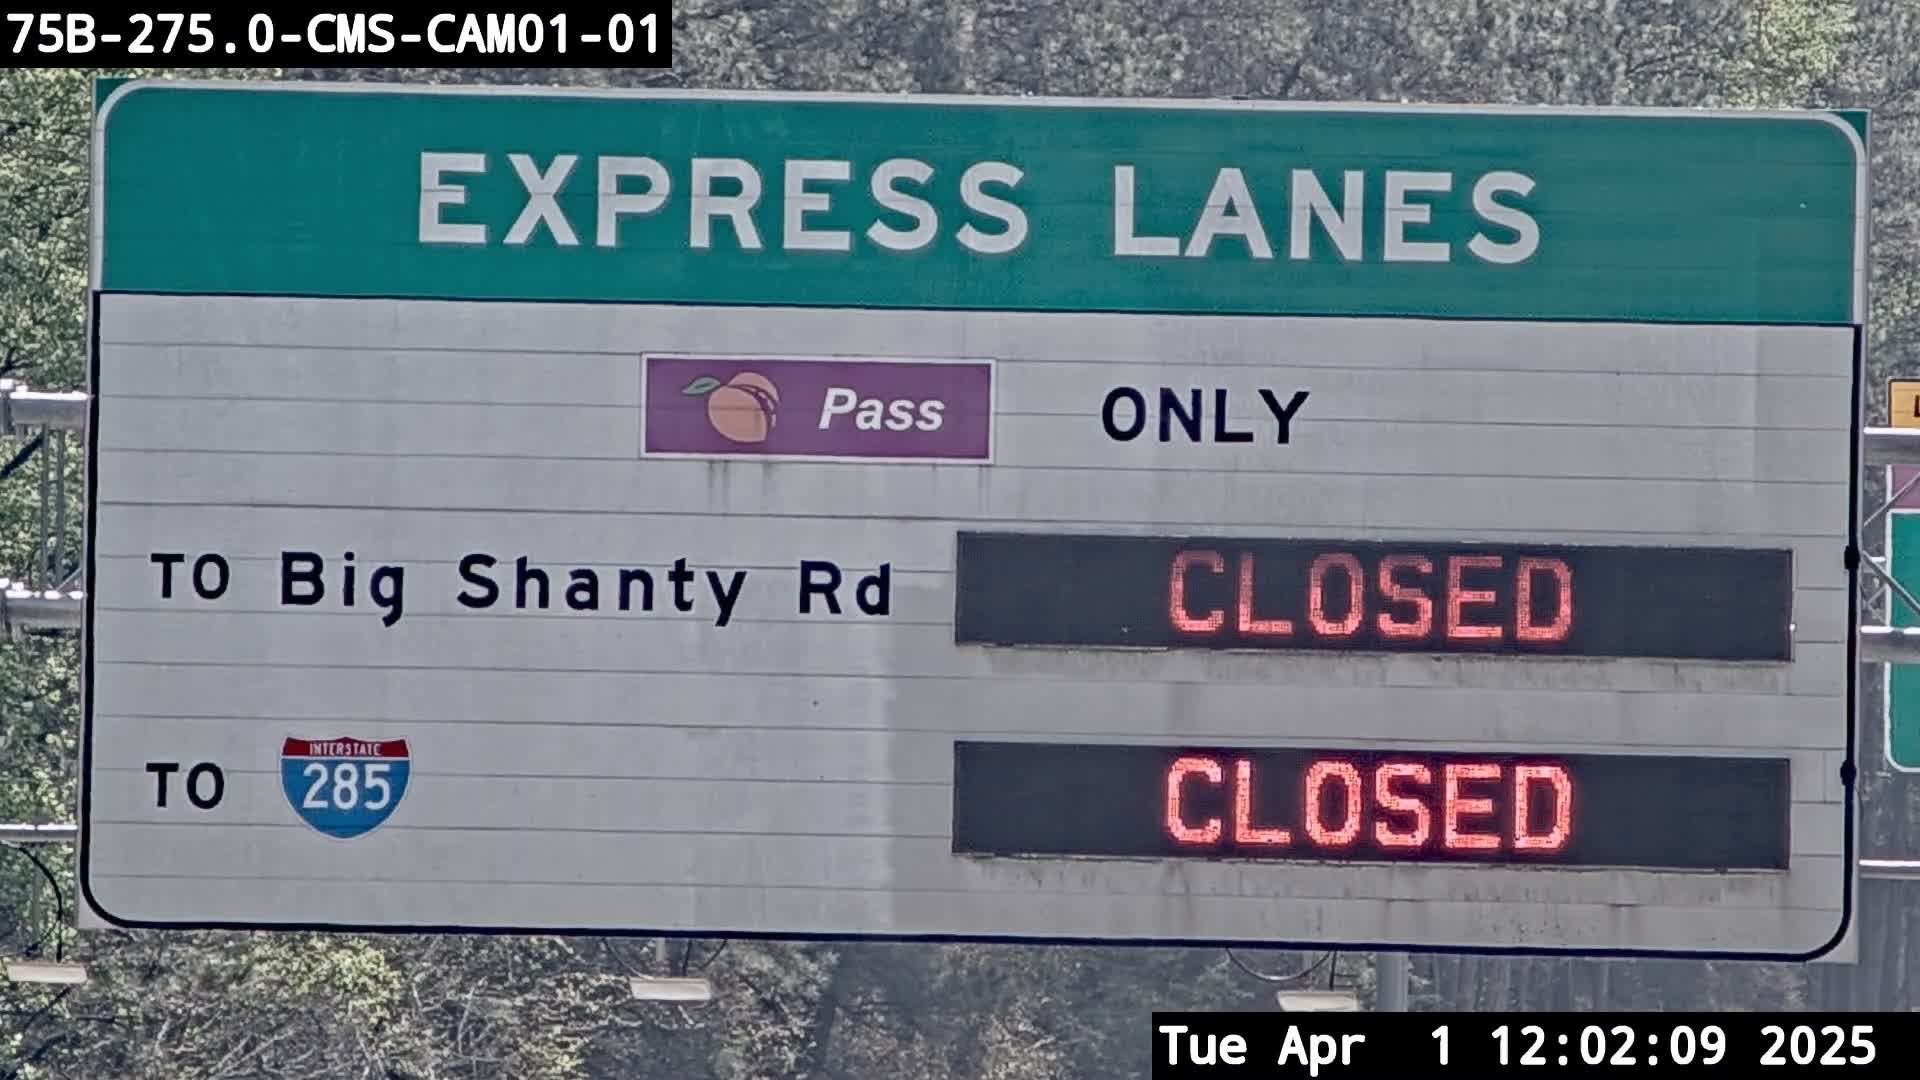 75B-275.0-CMS-CAM01-01
EXPRESS LANES
Pass ONLY
TO Big Shanty Rd CLOSED
INTERSTATE
TO 285 CLOSED
Tue Apr 1 12:02:09 2025